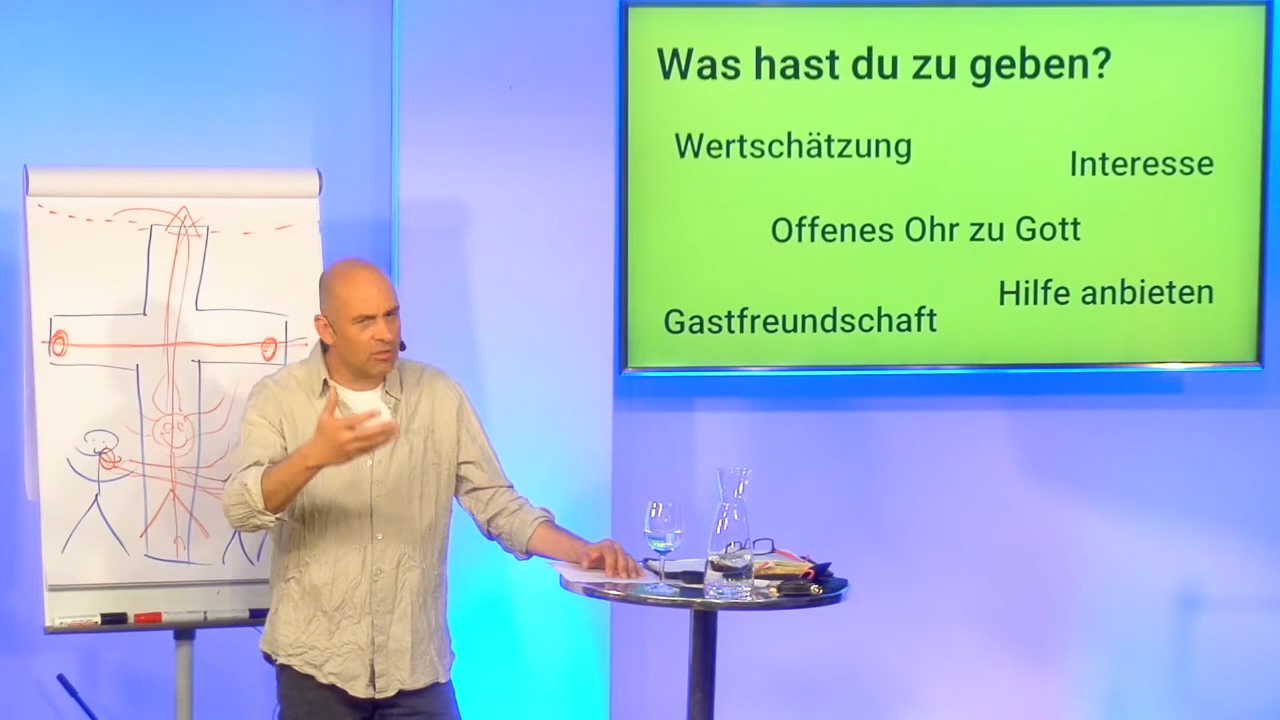 Was hast du zu geben?
Wertschätzung
Interesse
Offenes Ohr zu Gott
Hilfe anbieten
Gastfreundschaft